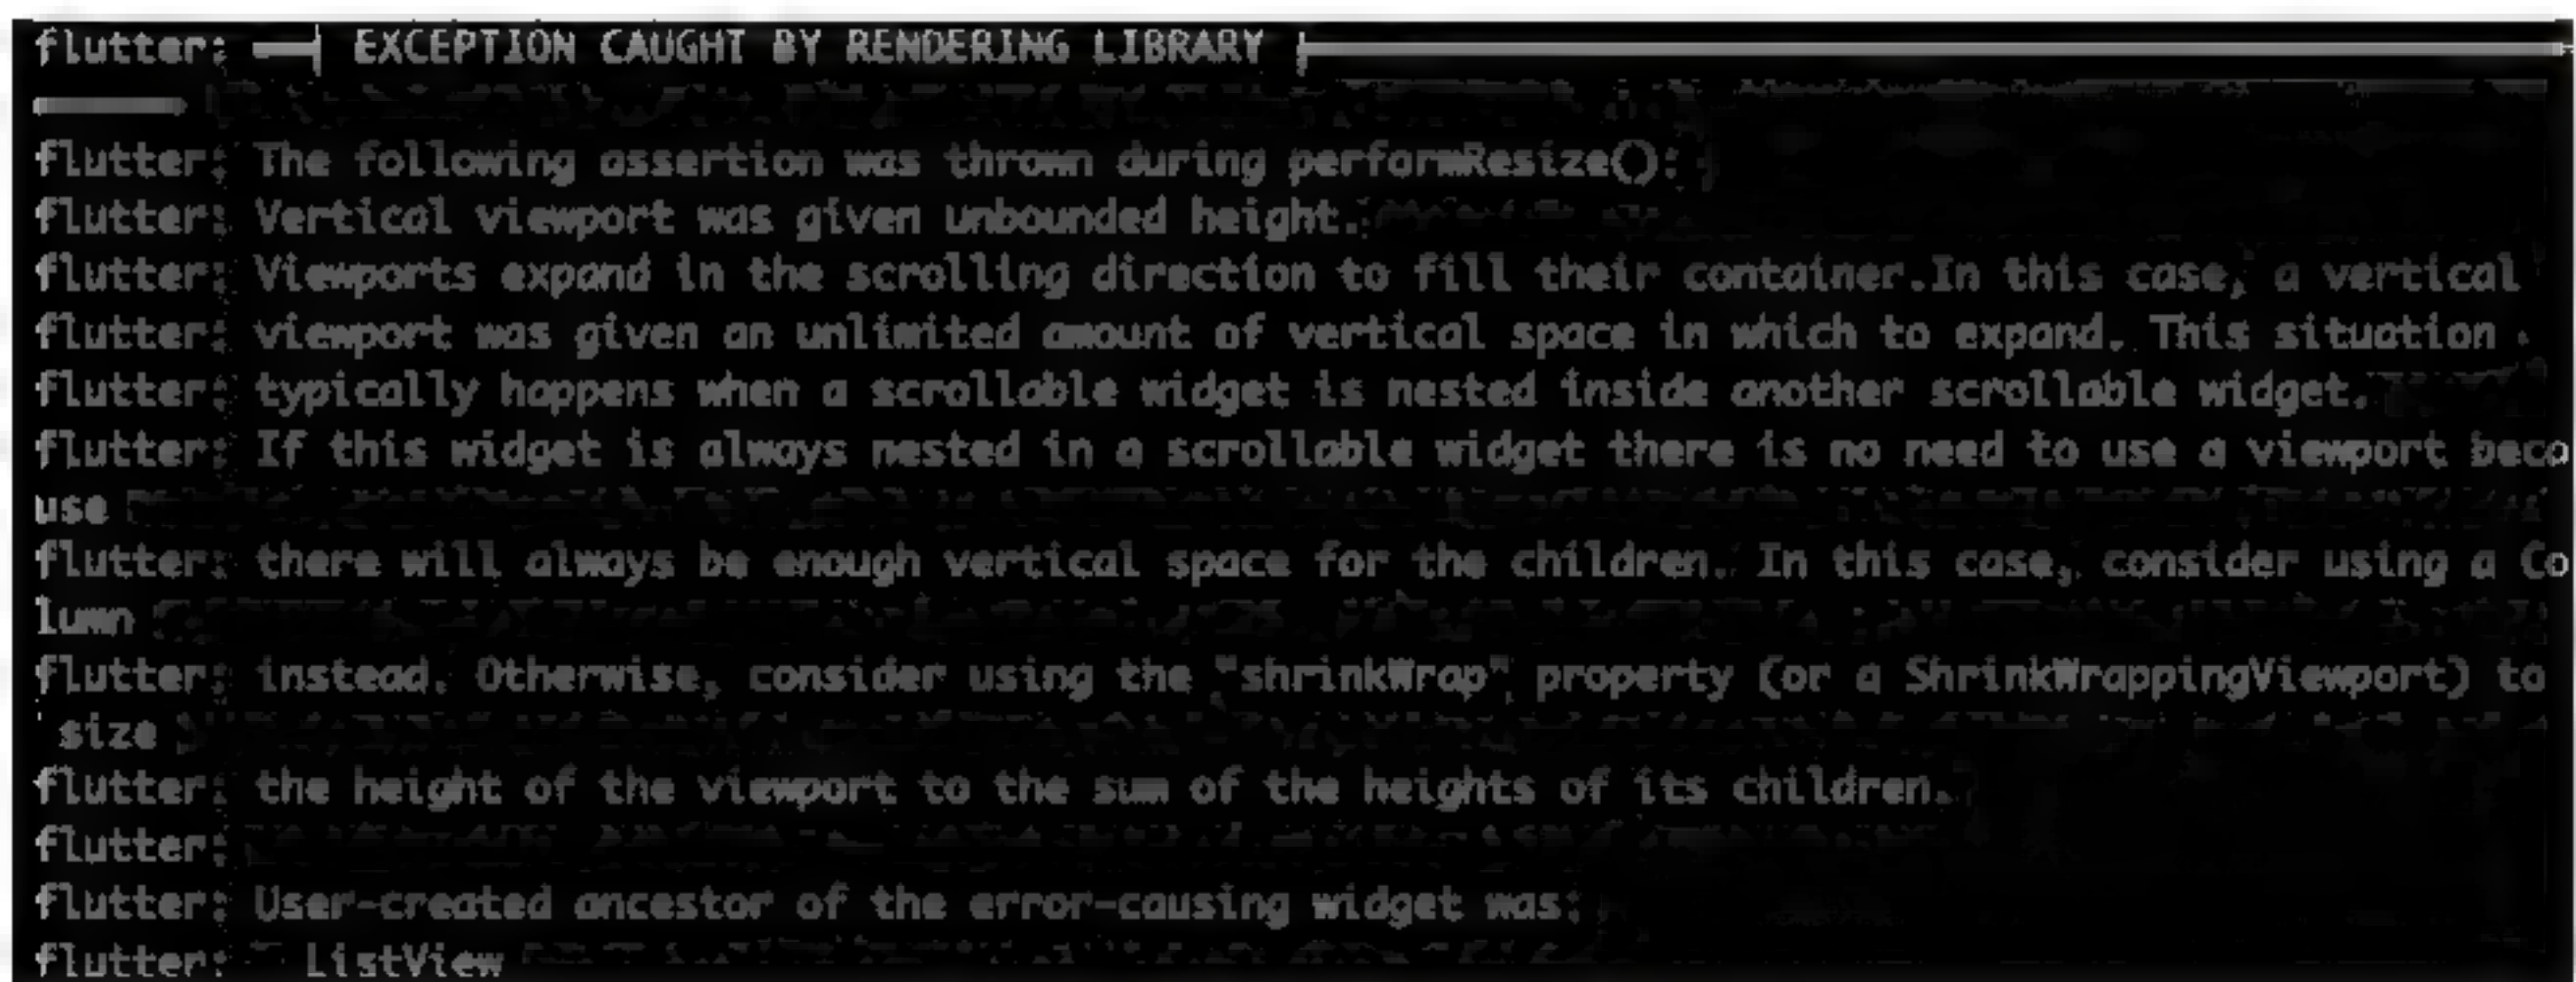 flutter: ══╡ EXCEPTION CAUGHT BY RENDERING LIBRARY ╞══════════
══════
flutter: The following assertion was thrown during performResize():
flutter: Vertical viewport was given unbounded height.
flutter: Viewports expand in the scrolling direction to fill their container.In this case, a vertical
flutter: viewport was given an unlimited amount of vertical space in which to expand. This situation
flutter: typically happens when a scrollable widget is nested inside another scrollable widget.
flutter: If this widget is always nested in a scrollable widget there is no need to use a viewport beca
use
flutter: there will always be enough vertical space for the children. In this case, consider using a Co
lumn
flutter: instead. Otherwise, consider using the "shrinkWrap" property (or a ShrinkWrappingViewport) to
 size
flutter: the height of the viewport to the sum of the heights of its children.
flutter:
flutter: User-created ancestor of the error-causing widget was:
flutter:   ListView